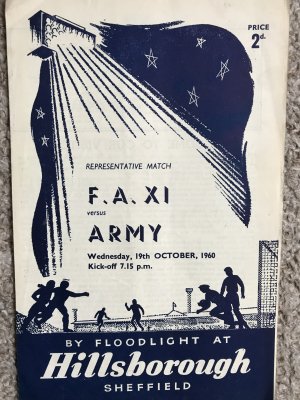 PRICE
2d.
REPRESENTATIVE MATCH
F.A. XI
versus
ARMY
Wednesday, 19th OCTOBER, 1960
Kick-off 7.15 p.m.
BY FLOODLIGHT AT
Hillsborough
SHEFFIELD